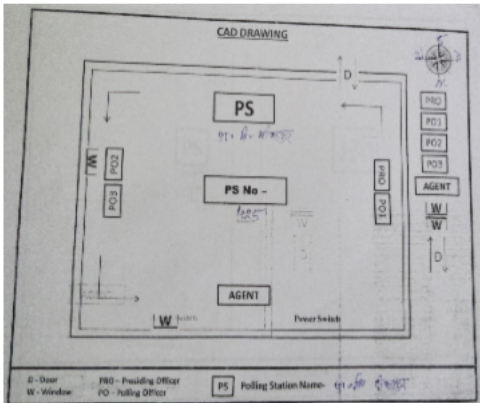 CAD DRAWING
D
PS
PRO
PO1
PO2
PO3
AGENT
W
W
D
W
PO2
PO3
PS No -
PRO
PO1
AGENT
W
Power Switch
D - Door
W - Window
PRO - Presiding Officer
PO - Polling Officer
PS Polling Station Name-